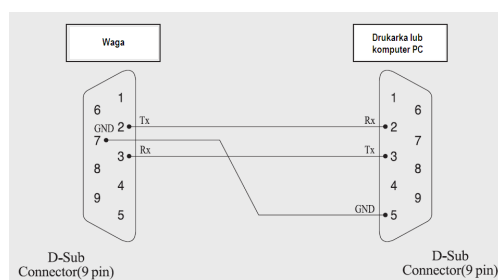 Waga
Drukarka lub
komputer PC
1
6
GND 2 Tx
7
3 Rx
8
4
9
5
D-Sub
Connector(9 pin)
1
6
Rx 2
7
Tx 3
8
4
9
GND 5
D-Sub
Connector(9 pin)